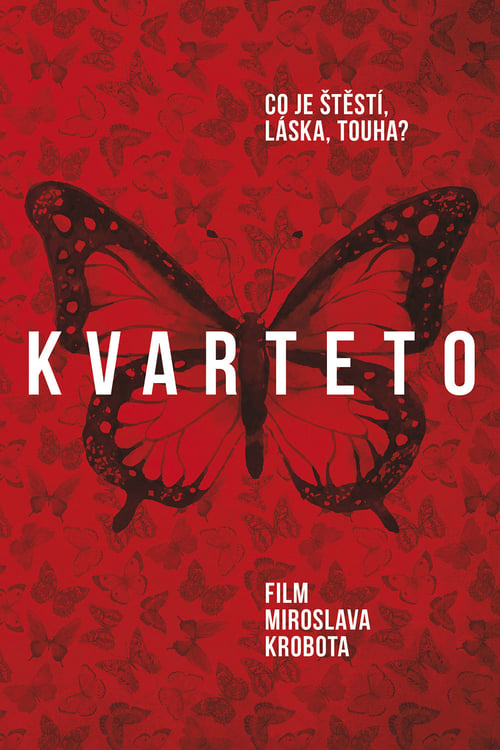 CO JE ŠTĚSTÍ,
LÁSKA, TOUHA?
KVARTETO
FILM
MIROSLAVA
KROBOTA